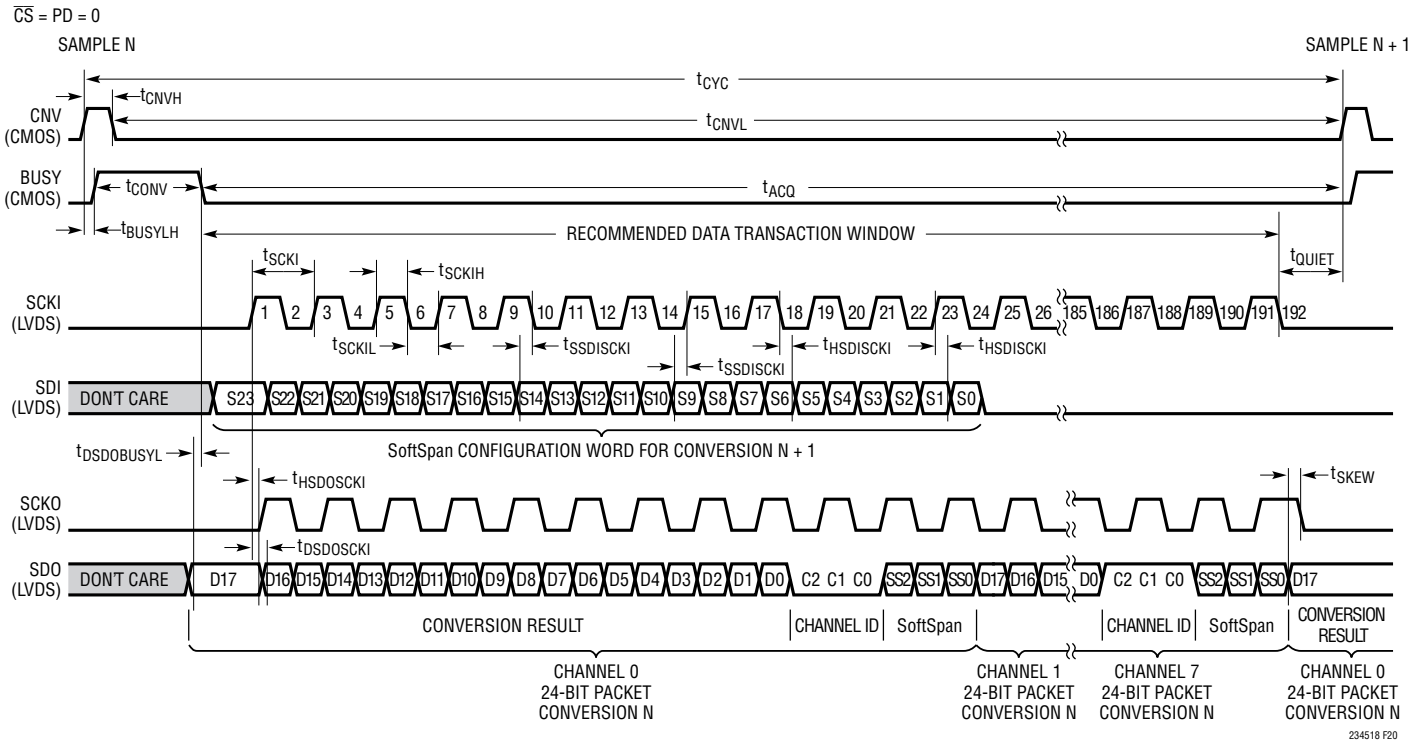 CS = PD = 0
SAMPLE N
SAMPLE N + 1
tCYC
tCNVH
CNV
(CMOS)
tCNVL
BUSY
(CMOS)
tCONV
tACQ
tBUSYLH
RECOMMENDED DATA TRANSACTION WINDOW
tSCKI
tSCKIH
tQUIET
SCKI
(LVDS)
1 2 3 4 5 6 7 8 9 10 11 12 13 14 15 16 17 18 19 20 21 22 23 24 25 26 185 186 187 188 189 190 191 192
tSCKIL
tSSDISCKI
tSSDISCKI
tHSDISCKI
tHSDISCKI
SDI
(LVDS)
DON'T CARE S23 S22 S21 S20 S19 S18 S17 S16 S15 S14 S13 S12 S11 S10 S9 S8 S7 S6 S5 S4 S3 S2 S1 S0
tDSDOBUSYL
SoftSpan CONFIGURATION WORD FOR CONVERSION N + 1
tHSDOSCKI
tSKEW
SCKO
(LVDS)
tDSDOSCKI
SDO
(LVDS)
DON'T CARE D17 D16 D15 D14 D13 D12 D11 D10 D9 D8 D7 D6 D5 D4 D3 D2 D1 D0 C2 C1 C0 SS2 SS1 SS0 D17 D16 D15 D0 C2 C1 C0 SS2 SS1 SS0 D17
CONVERSION RESULT
CHANNEL ID
SoftSpan
CHANNEL ID
SoftSpan
CONVERSION
RESULT
CHANNEL 0
24-BIT PACKET
CONVERSION N
CHANNEL 1
24-BIT PACKET
CONVERSION N
CHANNEL 7
24-BIT PACKET
CONVERSION N
CHANNEL 0
24-BIT PACKET
CONVERSION N
234518 F20